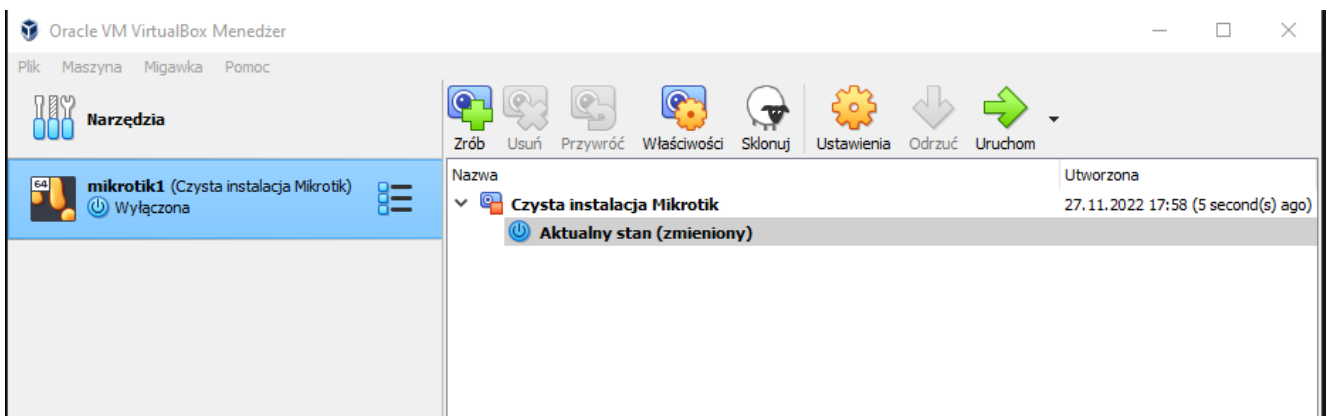 Oracle VM VirtualBox Menedżer
Plik Maszyna Migawka Pomoc
Narzędzia
Zrób Usuń Przywróć Właściwości Sklonuj Ustawienia Odrzuć Uruchom
64
mikrotik1 (Czysta instalacja Mikrotik)
Wyłączona
Nazwa Utworzona
Czysta instalacja Mikrotik 27.11.2022 17:58 (5 second(s) ago)
Aktualny stan (zmieniony)